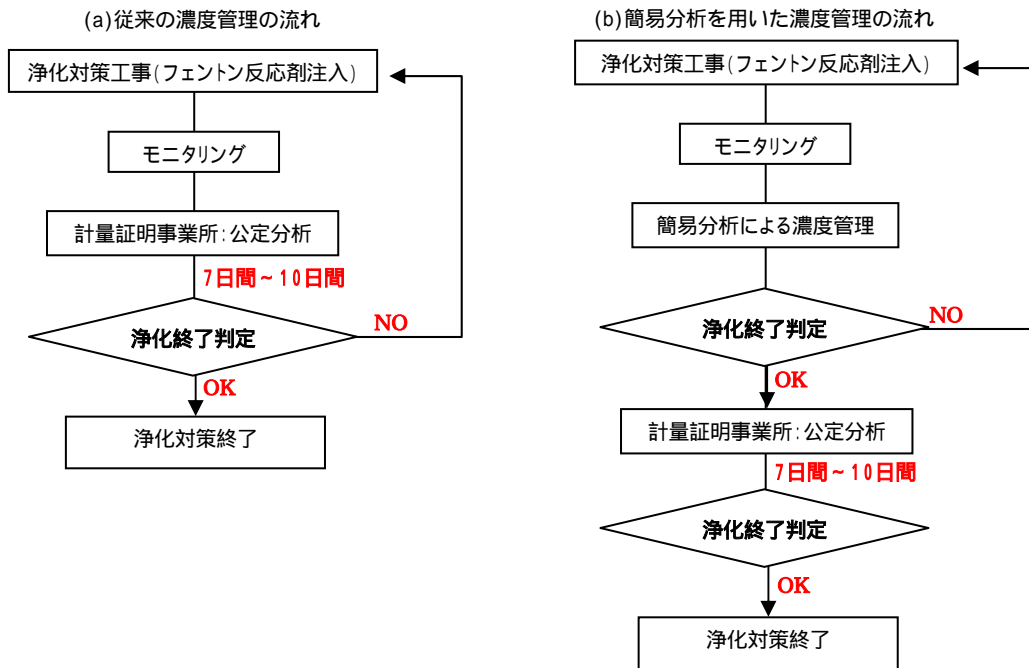 (a)従来の濃度管理の流れ
浄化対策工事(フェントン反応剤注入)
モニタリング
計量証明事業所:公定分析
7日間~10日間
浄化終了判定
NO
OK
浄化対策終了
(b)簡易分析を用いた濃度管理の流れ
浄化対策工事(フェントン反応剤注入)
モニタリング
簡易分析による濃度管理
浄化終了判定
NO
OK
計量証明事業所:公定分析
7日間~10日間
浄化終了判定
OK
浄化対策終了